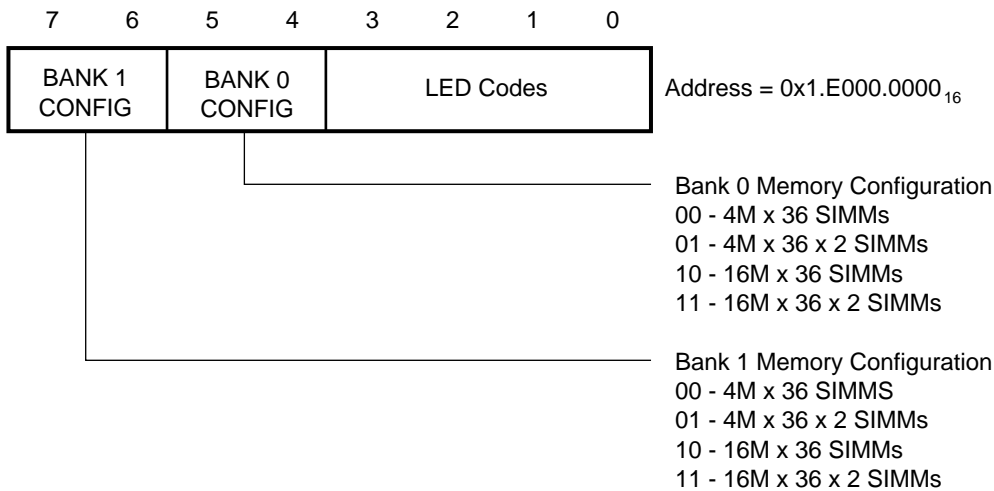 7 6 5 4 3 2 1 0
BANK 1 CONFIG
BANK 0 CONFIG
LED Codes
Address = 0x1.E000.0000₁₆
Bank 0 Memory Configuration
00 - 4M x 36 SIMMs
01 - 4M x 36 x 2 SIMMs
10 - 16M x 36 SIMMs
11 - 16M x 36 x 2 SIMMs
Bank 1 Memory Configuration
00 - 4M x 36 SIMMS
01 - 4M x 36 x 2 SIMMs
10 - 16M x 36 SIMMs
11 - 16M x 36 x 2 SIMMs